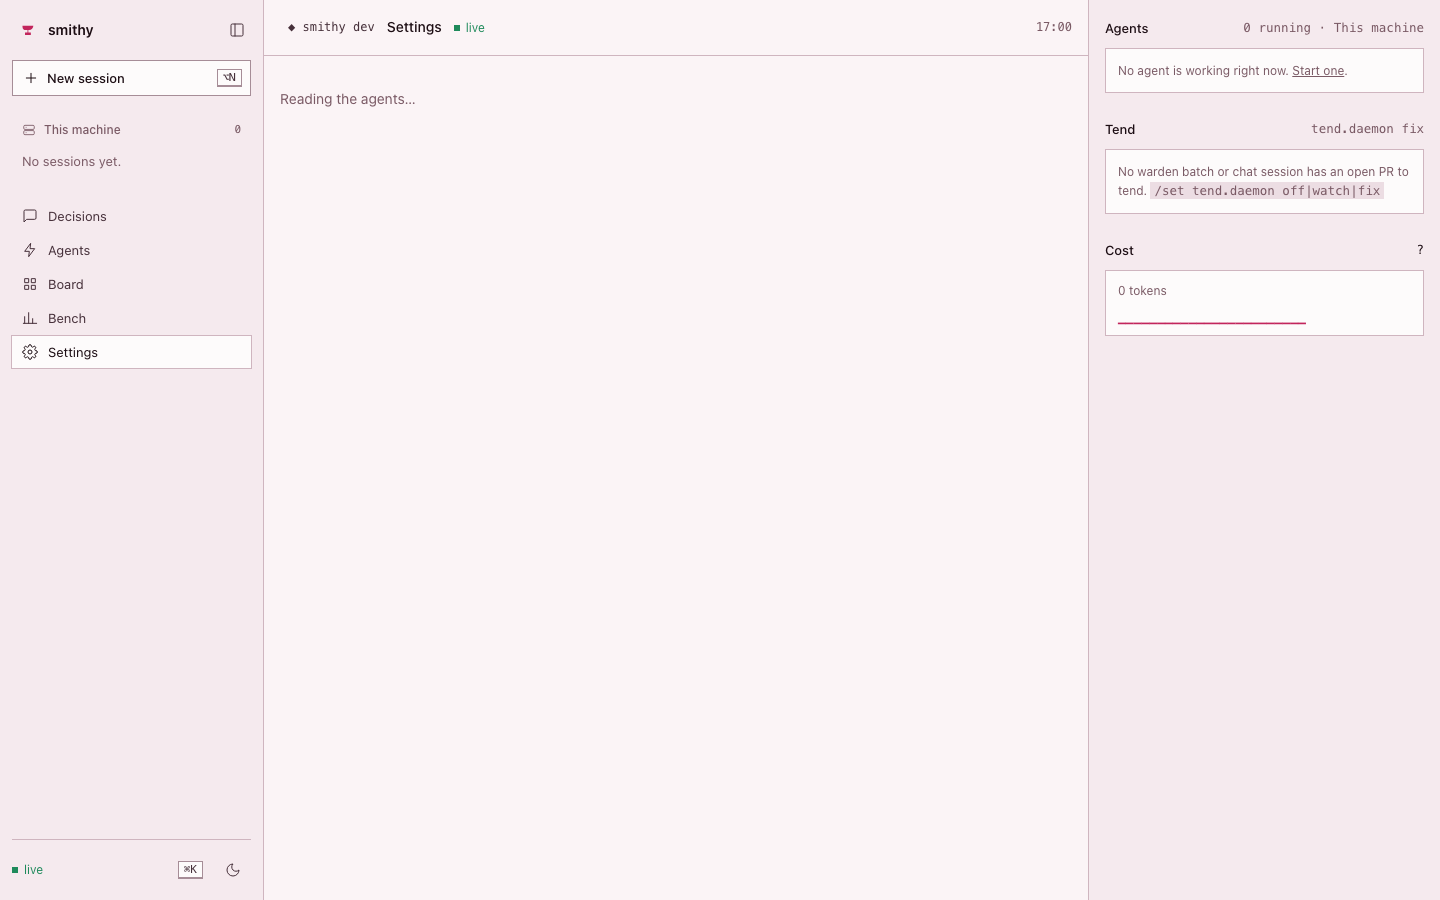 smithy
New session
⌥N
This machine
0
No sessions yet.
Decisions
Agents
Board
Bench
Settings
live
⌘K
◆ smithy dev
Settings
live
17:00
Reading the agents…
Agents
0 running · This machine
No agent is working right now. Start one.
Tend
tend.daemon fix
No warden batch or chat session has an open PR to
tend. /set tend.daemon off|watch|fix
Cost
?
0 tokens